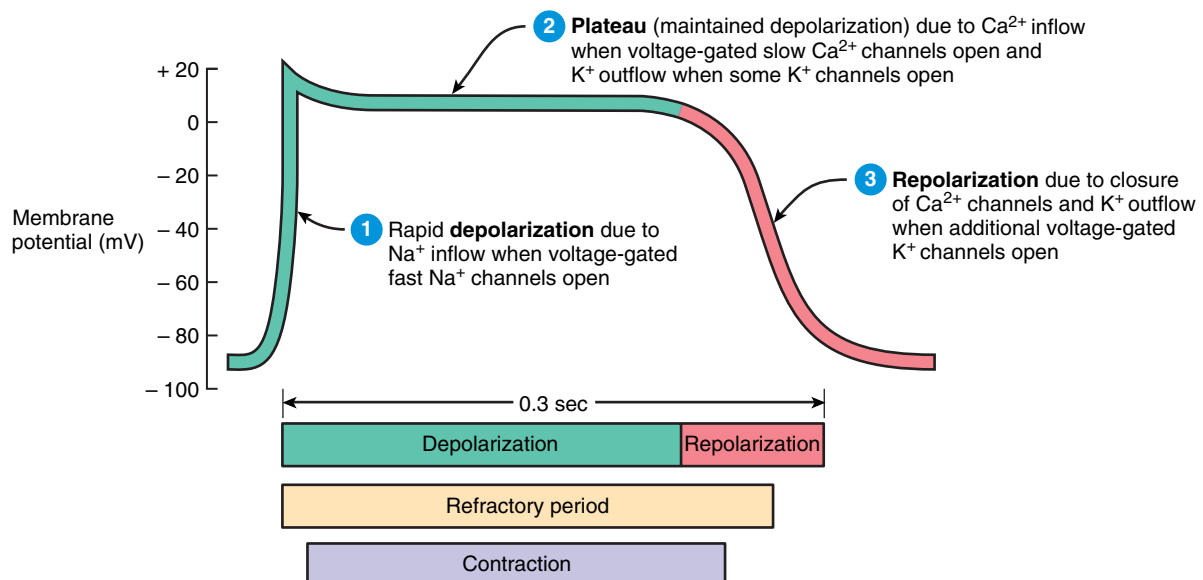 2 Plateau (maintained depolarization) due to Ca²⁺ inflow
when voltage-gated slow Ca²⁺ channels open and
K⁺ outflow when some K⁺ channels open
+ 20
0
– 20
– 40
– 60
– 80
– 100
Membrane
potential (mV)
1 Rapid depolarization due to
Na⁺ inflow when voltage-gated
fast Na⁺ channels open
3 Repolarization due to closure
of Ca²⁺ channels and K⁺ outflow
when additional voltage-gated
K⁺ channels open
0.3 sec
Depolarization
Repolarization
Refractory period
Contraction